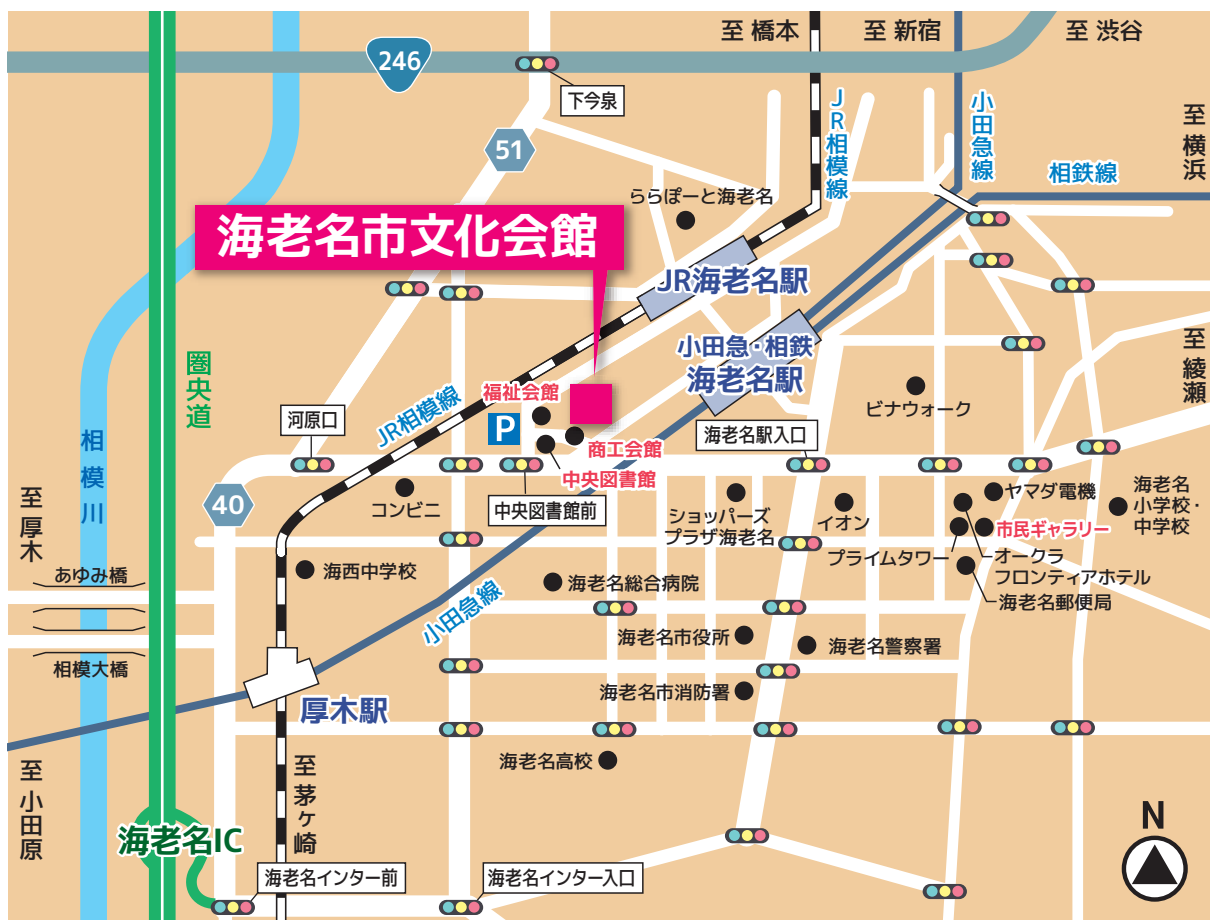 至 橋本
至 新宿
至 渋谷
246
下今泉
51
JR相模線
小田急線
相鉄線
至 横浜
ららぽーと海老名
海老名市文化会館
JR海老名駅
小田急・相鉄
海老名駅
圏央道
至 綾瀬
福祉会館
ビナウォーク
JR相模線
河原口
P
商工会館
海老名駅入口
中央図書館
相模川
至 厚木
40
コンビニ
中央図書館前
ショッパーズ
プラザ海老名
イオン
ヤマダ電機
海老名
小学校・
中学校
市民ギャラリー
プライムタワー
オークラ
フロンティアホテル
海老名郵便局
あゆみ橋
海西中学校
海老名総合病院
小田急線
海老名市役所
海老名警察署
相模大橋
海老名市消防署
厚木駅
海老名高校
至 小田原
至 茅ヶ崎
海老名IC
N
海老名インター前
海老名インター入口